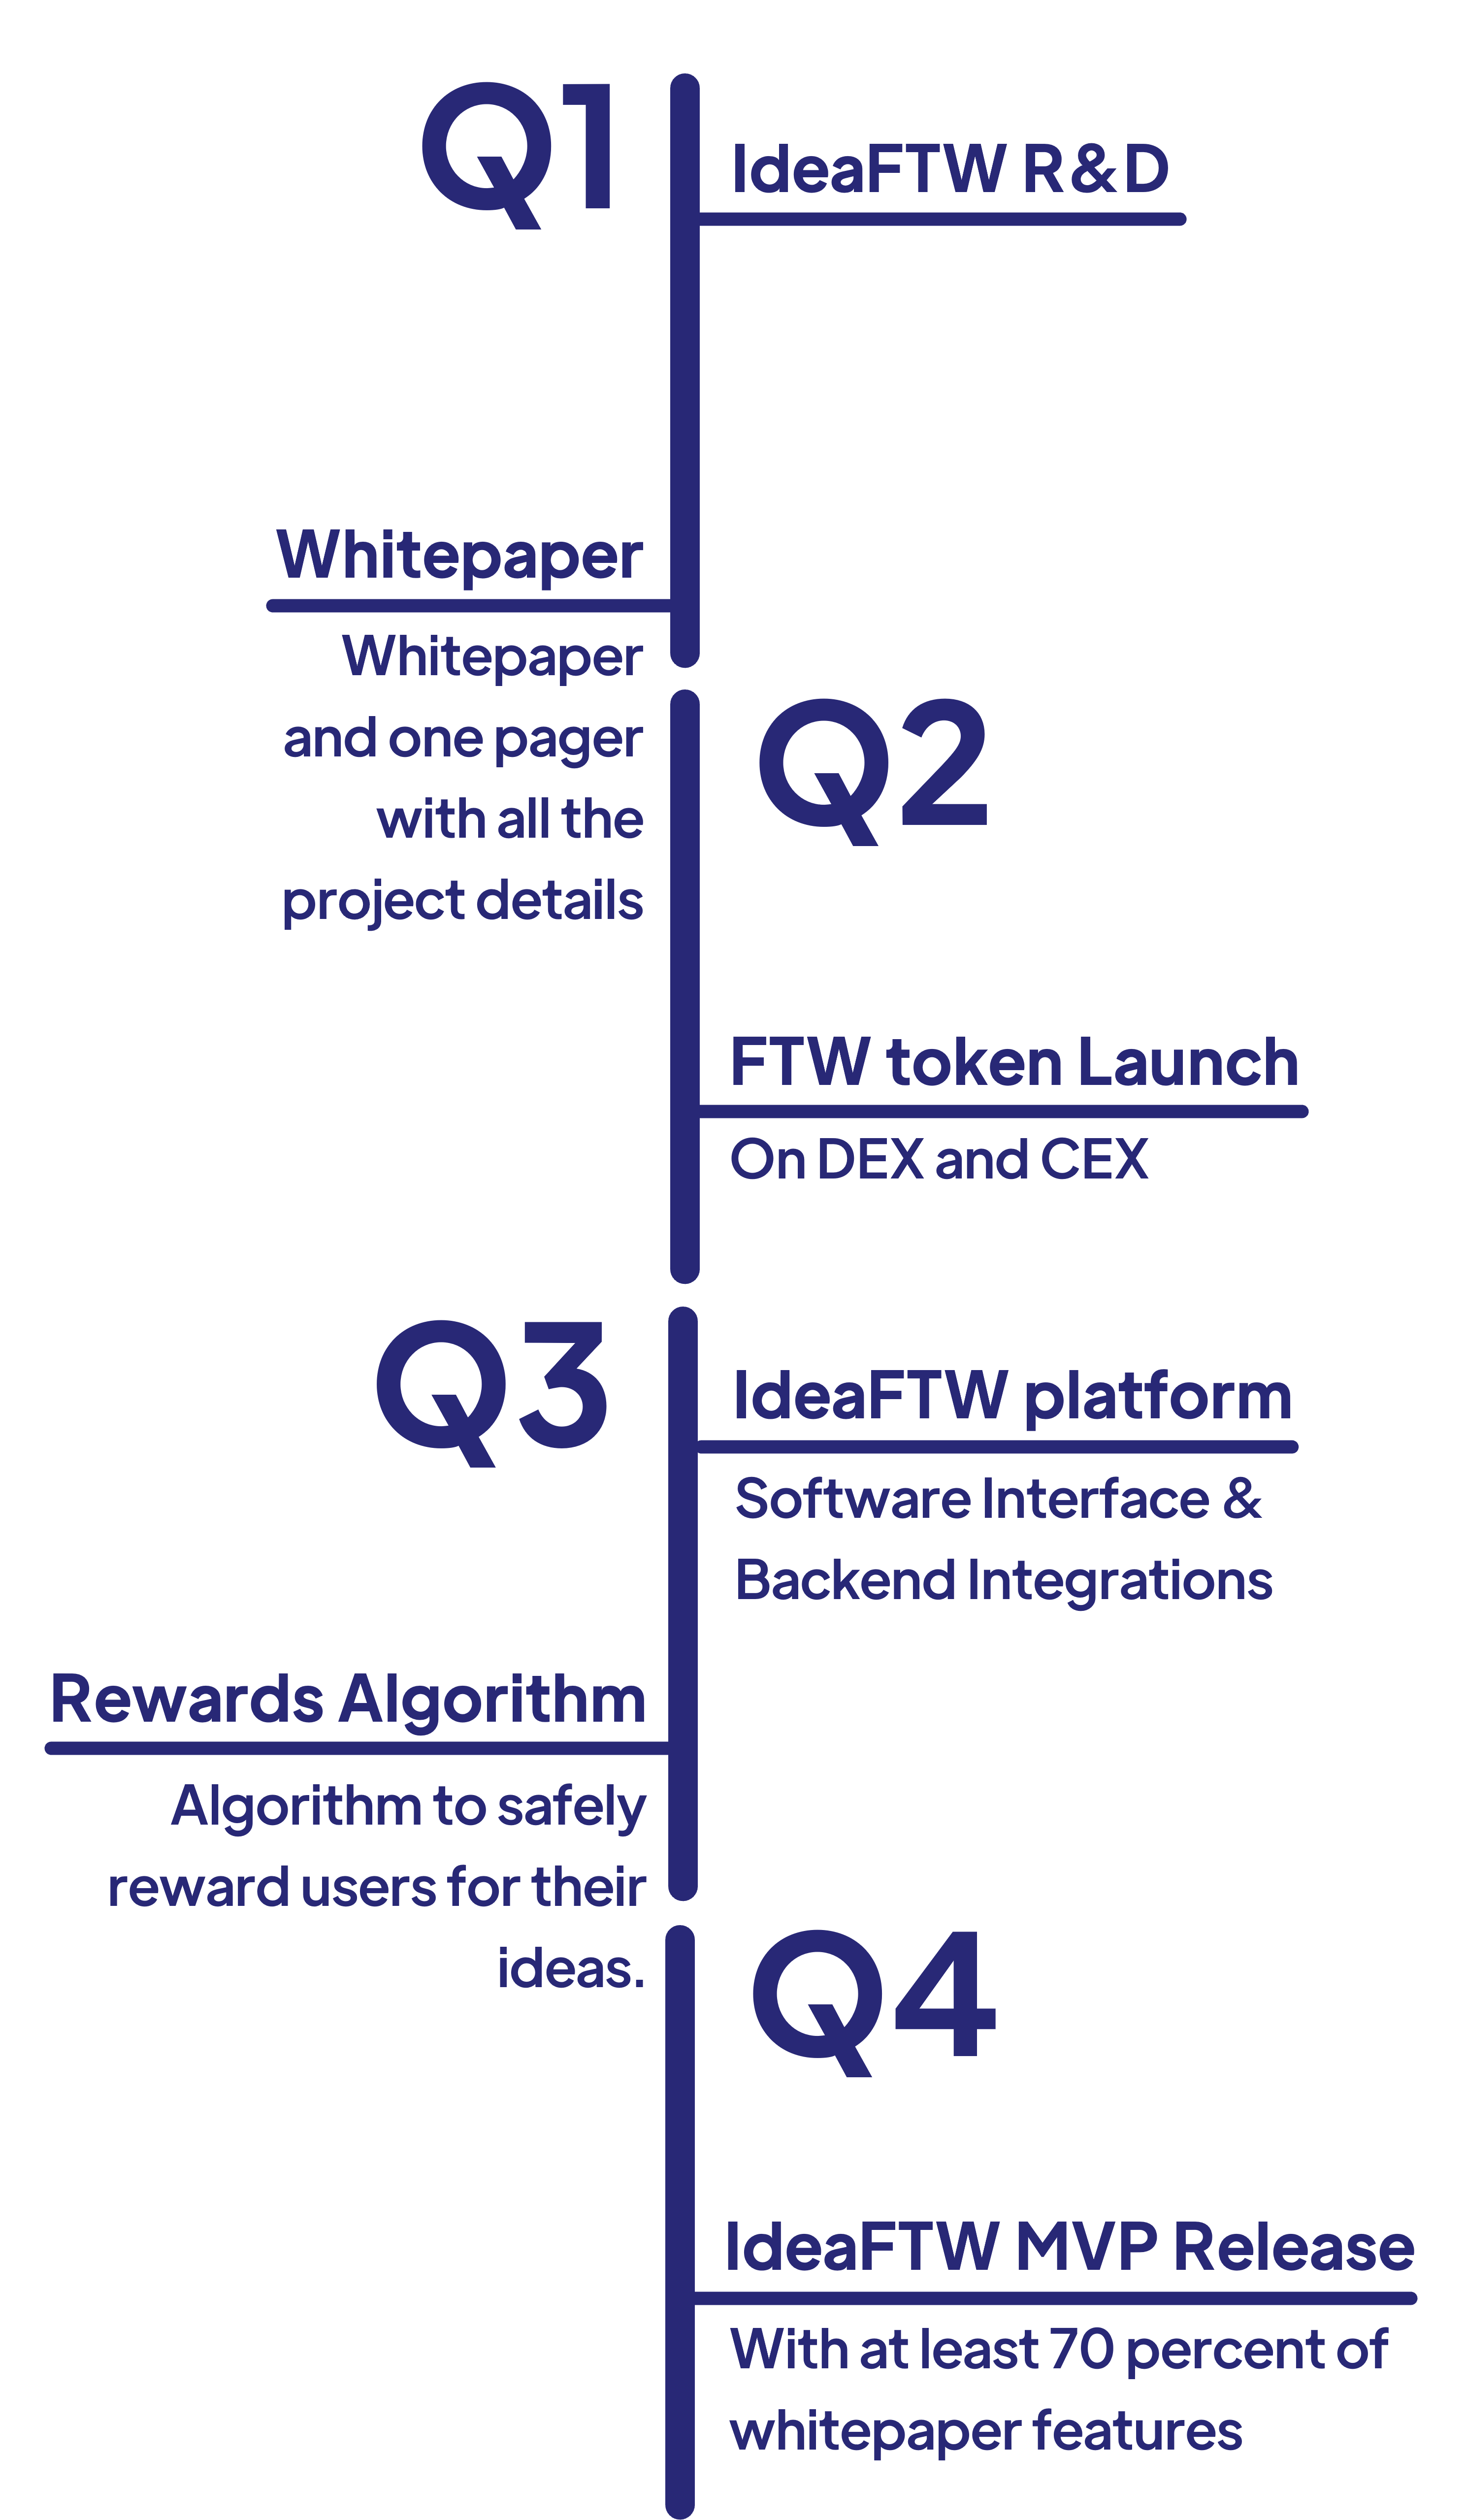 Q1
IdeaFTW R&D
Whitepaper
Whitepaper
and one pager
with all the
project details
Q2
FTW token Launch
On DEX and CEX
Q3
IdeaFTW platform
Software Interface &
Backend Integrations
Rewards Algorithm
Algorithm to safely
reward users for their
ideas.
Q4
IdeaFTW MVP Release
With at least 70 percent of
whitepaper features